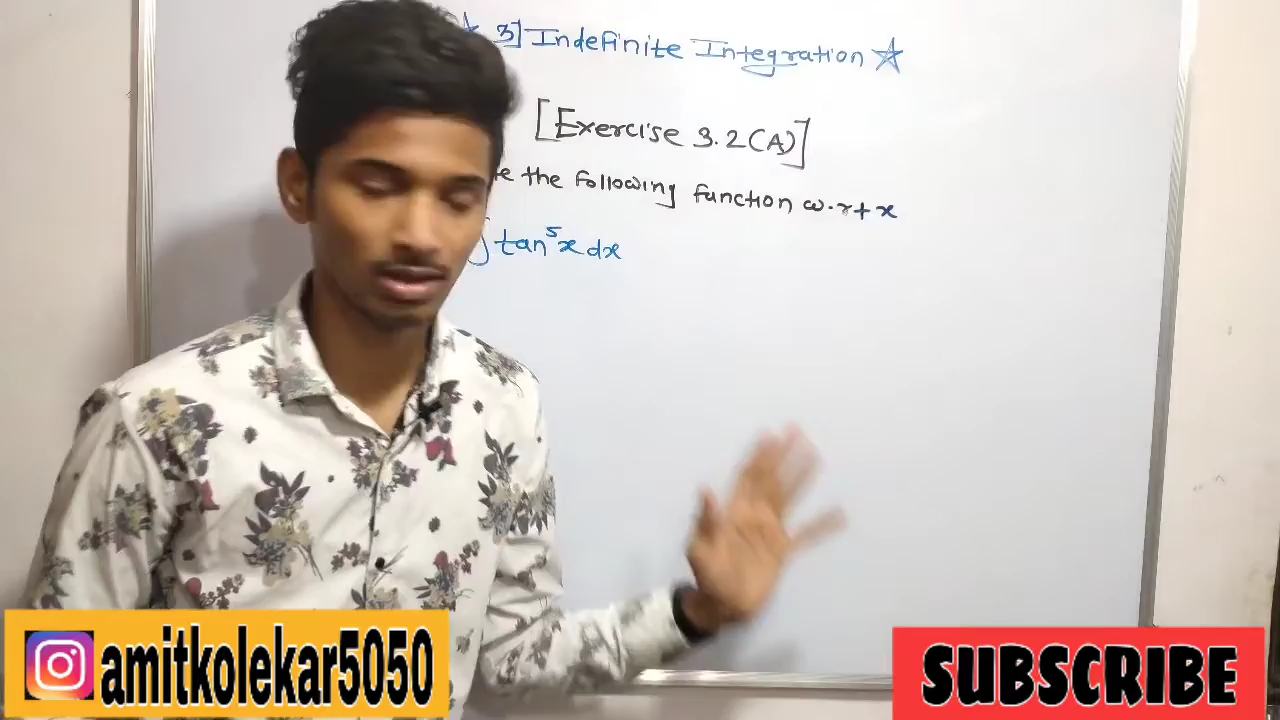 3] Indefinite Integration
[Exercise 3.2(A)]
the following function w.r.t x
tan⁵x dx
amitkolekar5050
SUBSCRIBE